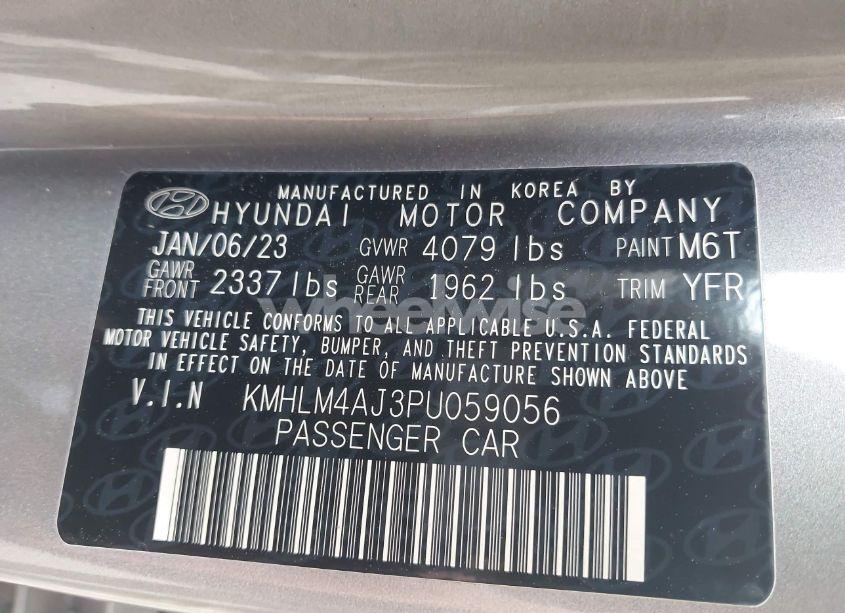 MANUFACTURED IN KOREA BY
HYUNDAI MOTOR COMPANY
JAN/06/23 GVWR 4079 lbs PAINT M6T
GAWR FRONT 2337 lbs GAWR REAR 1962 lbs TRIM YFR
wheelwise
THIS VEHICLE CONFORMS TO ALL APPLICABLE U.S.A. FEDERAL
MOTOR VEHICLE SAFETY, BUMPER, AND THEFT PREVENTION STANDARDS
IN EFFECT ON THE DATE OF MANUFACTURE SHOWN ABOVE
V.I.N KMHLM4AJ3PU059056
PASSENGER CAR